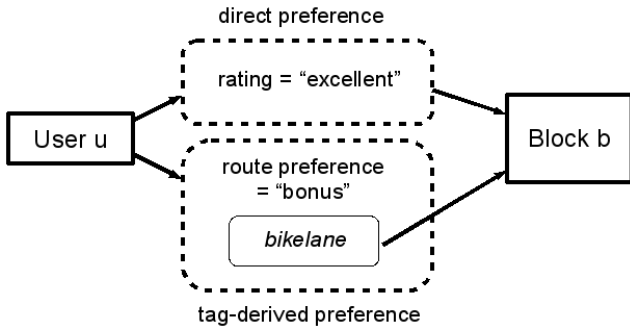 direct preference
rating = “excellent”
User u
Block b
route preference
= “bonus”
bikelane
tag-derived preference